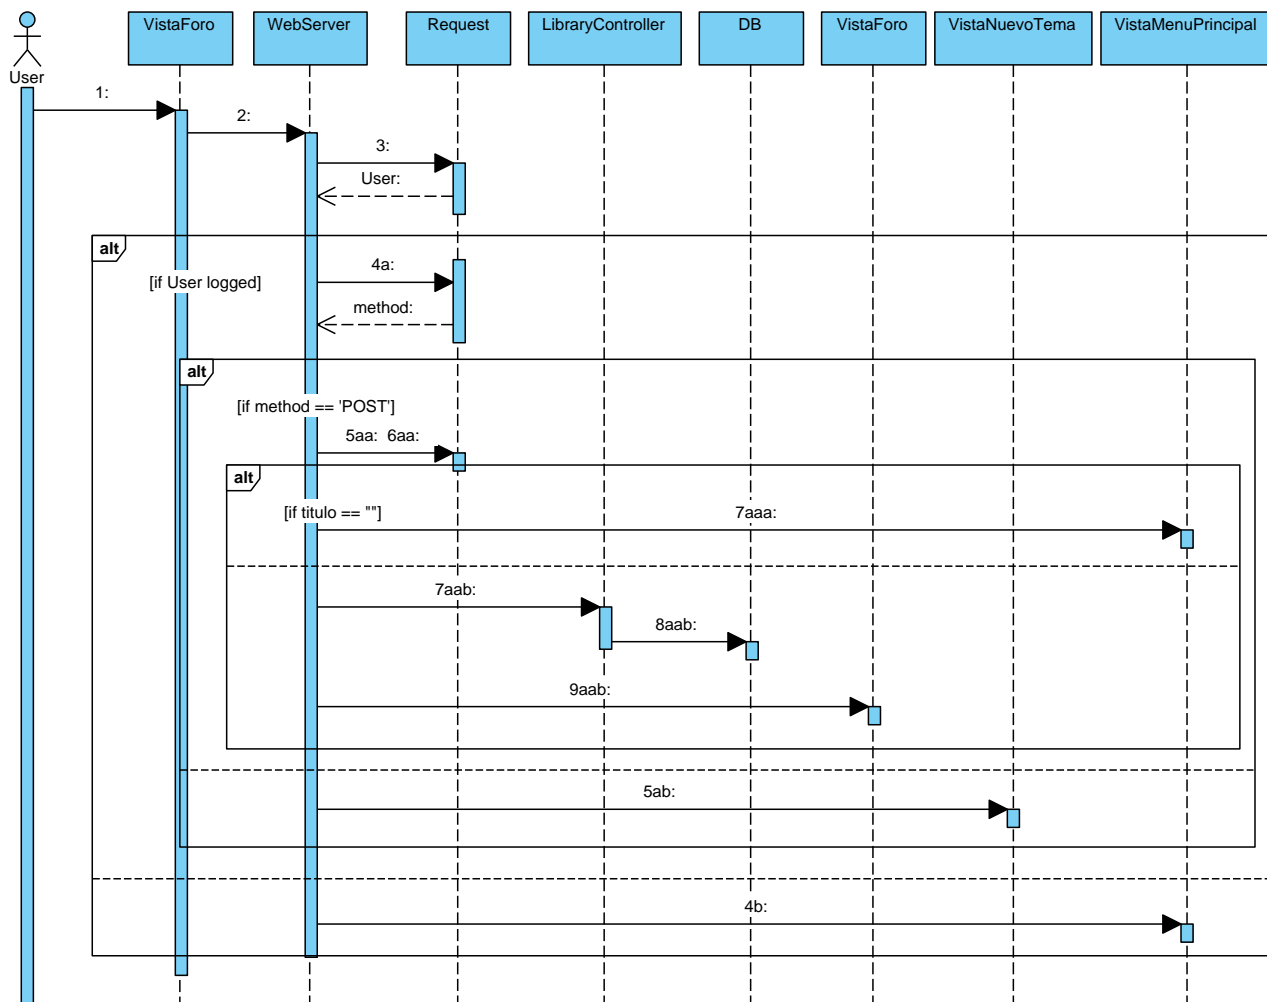 VistaForo WebServer Request LibraryController DB VistaForo VistaNuevoTema VistaMenuPrincipal
User
1:
2:
3:
User:
alt
4a:
[if User logged]
method:
alt
[if method == 'POST']
5aa: 6aa:
alt
[if titulo == ""]
7aaa:
7aab:
8aab:
9aab:
5ab:
4b: